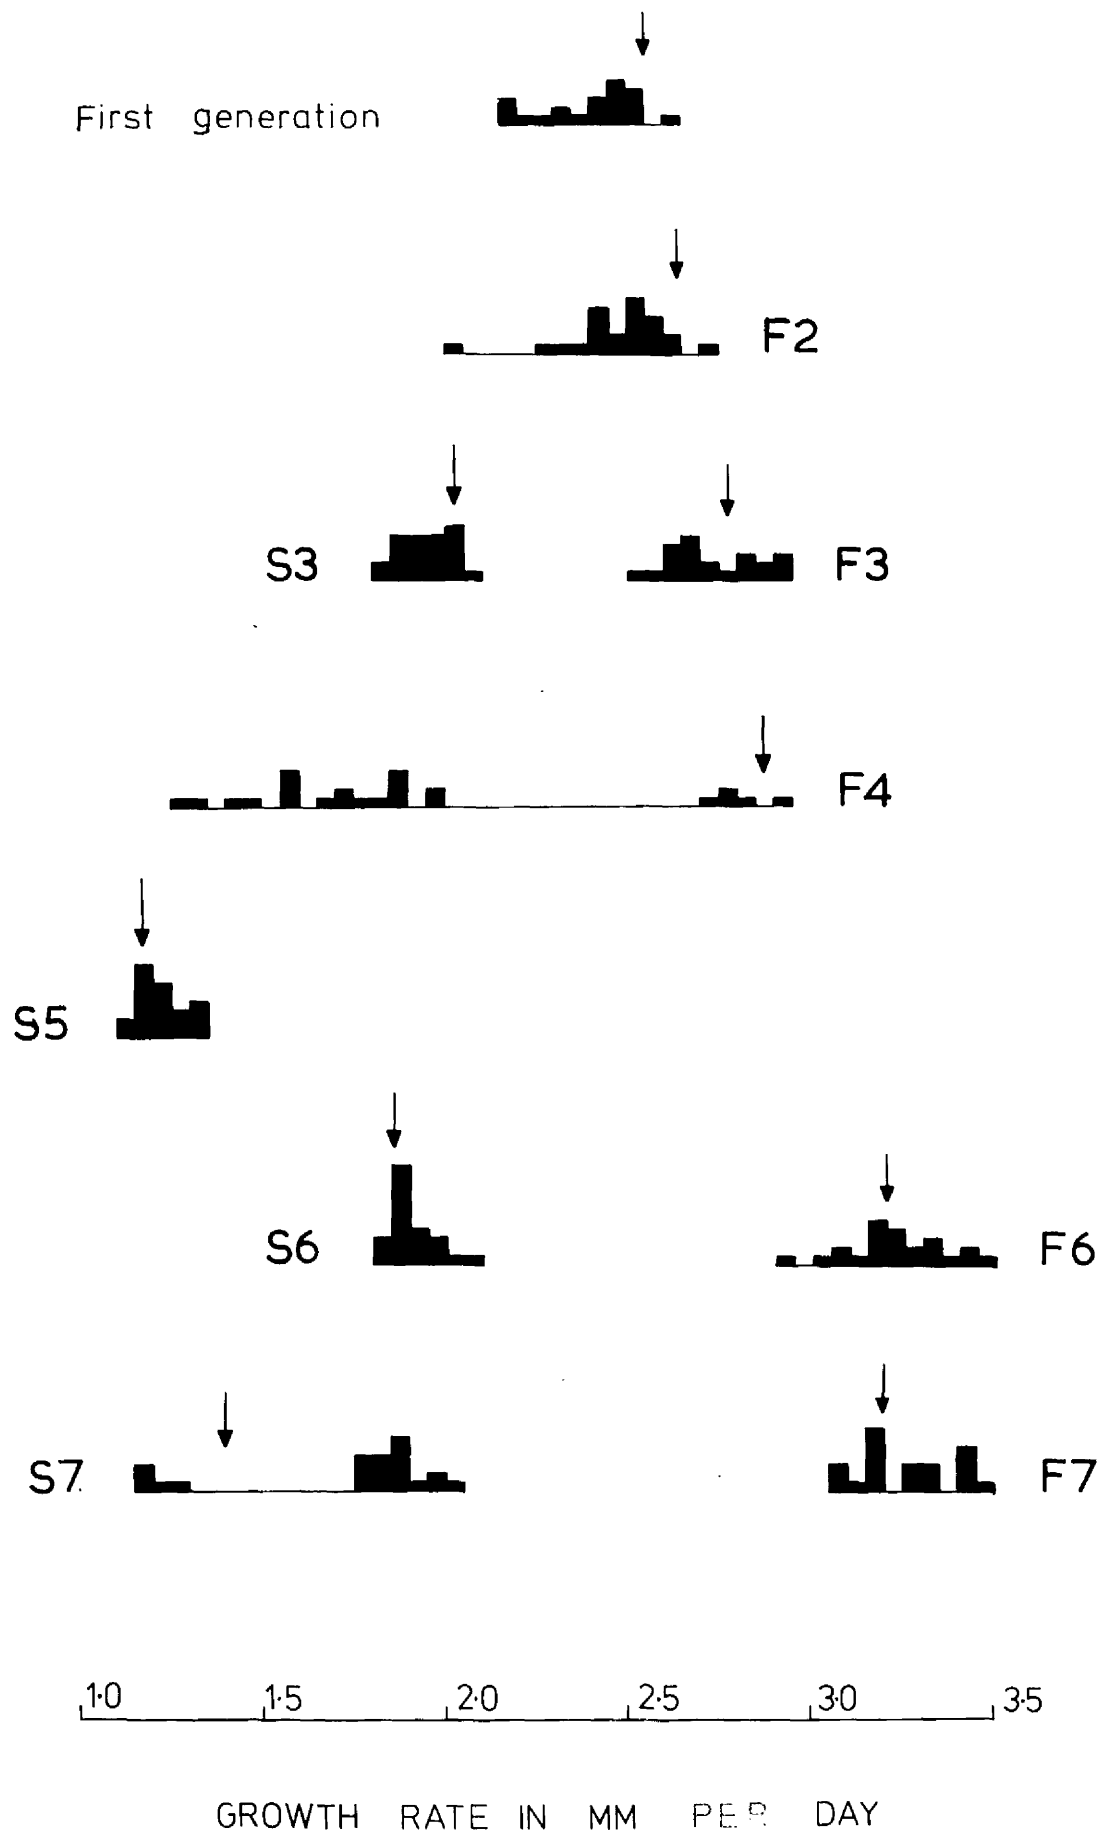 First generation
F2
S3 F3
F4
S5
S6 F6
S7 F7
1·0 1·5 2·0 2·5 3·0 3·5
GROWTH RATE IN MM PER DAY